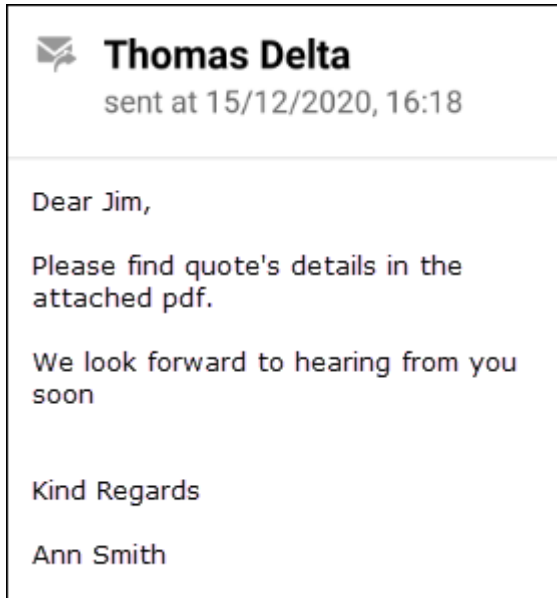 Thomas Delta
sent at 15/12/2020, 16:18
Dear Jim,
Please find quote's details in the
attached pdf.
We look forward to hearing from you
soon
Kind Regards
Ann Smith